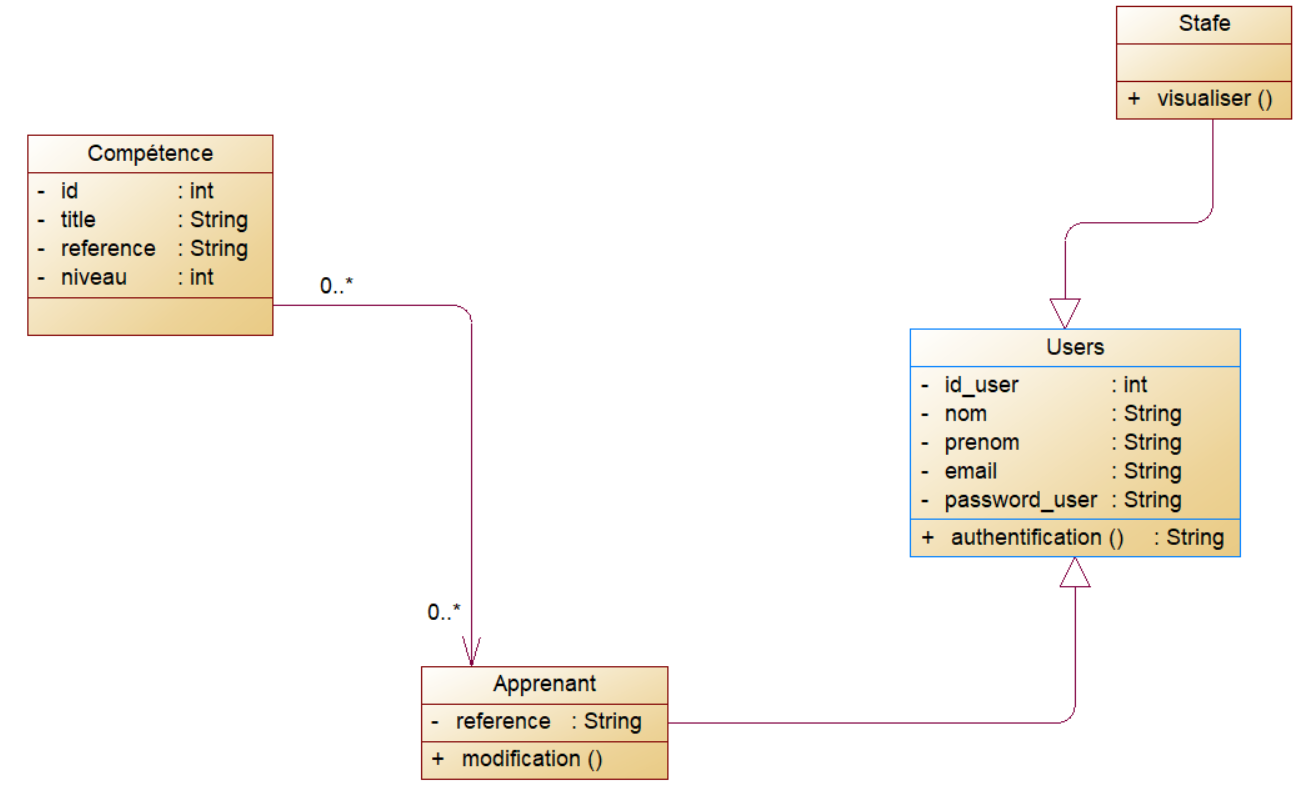 Stafe
+ visualiser ()
Compétence
- id : int
- title : String
- reference : String
- niveau : int
0..*
Users
- id_user : int
- nom : String
- prenom : String
- email : String
- password_user : String
+ authentification () : String
0..*
Apprenant
- reference : String
+ modification ()